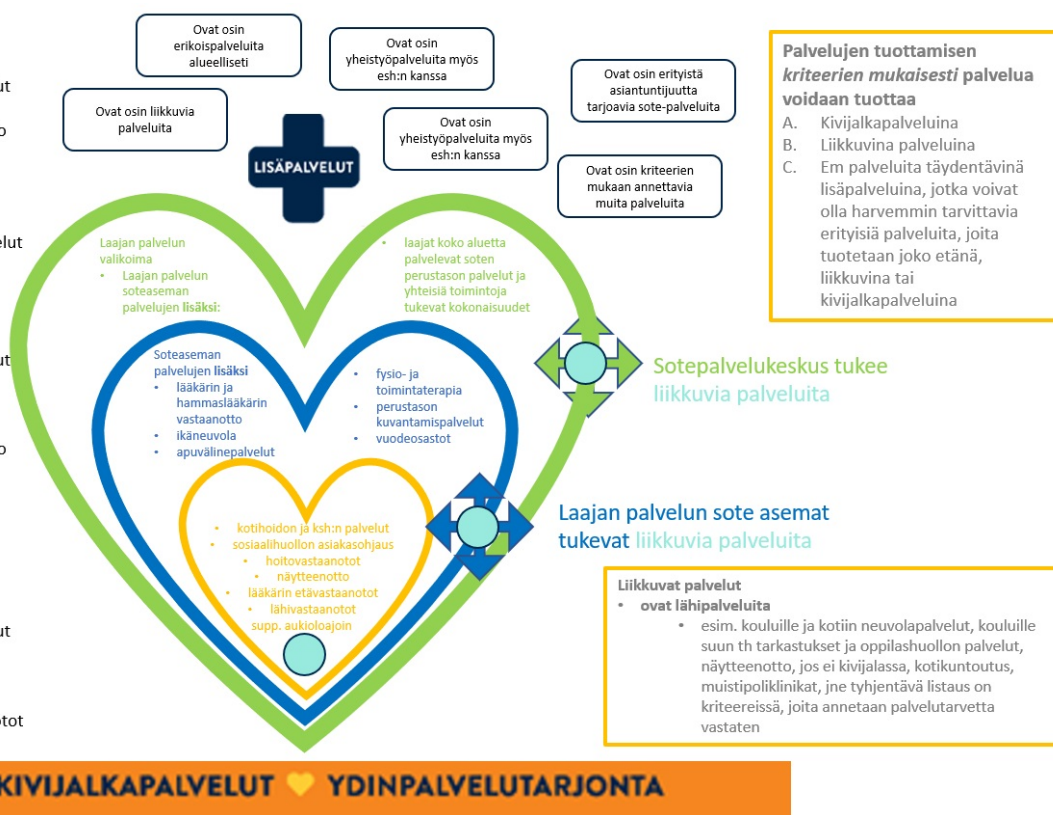 Ovat osin
erikoispalveluita
alueelliseti
Ovat osin
yheistyöpalveluita myös
esh:n kanssa
Ovat osin erityistä
asiantuntijuutta
tarjoavia sote-palveluita
Ovat osin liikkuvia
palveluita
Ovat osin
yheistyöpalveluita myös
esh:n kanssa
Ovat osin kriteerien
mukaan annettavia
muita palveluita
LISÄPALVELUT
Palvelujen tuottamisen
kriteerien mukaisesti palvelua
voidaan tuottaa
A. Kivijalkapalveluina
B. Liikkuvina palveluina
C. Em palveluita täydentävinä
lisäpalveluina, jotka voivat
olla harvemmin tarvittavia
erityisiä palveluita, joita
tuotetaan joko etänä,
liikkuvina tai
kivijalkapalveluina
ut
o
elut
ut
o
ut
otot
Laajan palvelun
valikoima
• Laajan palvelun
soteaseman
palvelujen lisäksi:
• laajat koko aluetta
palvelevat soten
perustason palvelut ja
yhteisiä toimintoja
tukevat kokonaisuudet
Soteaseman
palvelujen lisäksi
• lääkärin ja
hammaslääkärin
vastaanotto
• ikäneuvola
• apuvälinepalvelut
• fysio- ja
toimintaterapia
• perustason
kuvantamispalvelut
• vuodeosastot
• kotihoidon ja ksh:n palvelut
• sosiaalihuollon asiakasohjaus
• hoitovastaanotot
• näytteenotto
• lääkärin etävastaanotot
• lähivastaanotot
supp. aukioloajoin
Sotepalvelukeskus tukee
liikkuvia palveluita
Laajan palvelun sote asemat
tukevat liikkuvia palveluita
Liikkuvat palvelut
• ovat lähipalveluita
• esim. kouluille ja kotiin neuvolapalvelut, kouluille
suun th tarkastukset ja oppilashuollon palvelut,
näytteenotto, jos ei kivijalassa, kotikuntoutus,
muistipoliklinikat, jne tyhjentävä listaus on
kriteereissä, joita annetaan palvelutarvetta
vastaten
KIVIJALKAPALVELUT YDINPALVELUTARJONTA